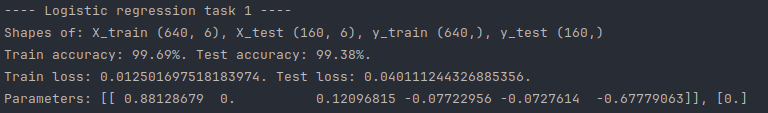 ---- Logistic regression task 1 ----
Shapes of: X_train (640, 6), X_test (160, 6), y_train (640,), y_test (160,)
Train accuracy: 99.69%. Test accuracy: 99.38%.
Train loss: 0.012501697518183974. Test loss: 0.040111244326885356.
Parameters: [[ 0.88128679  0.          0.12096815 -0.07722956 -0.0727614  -0.67779063]], [0.]